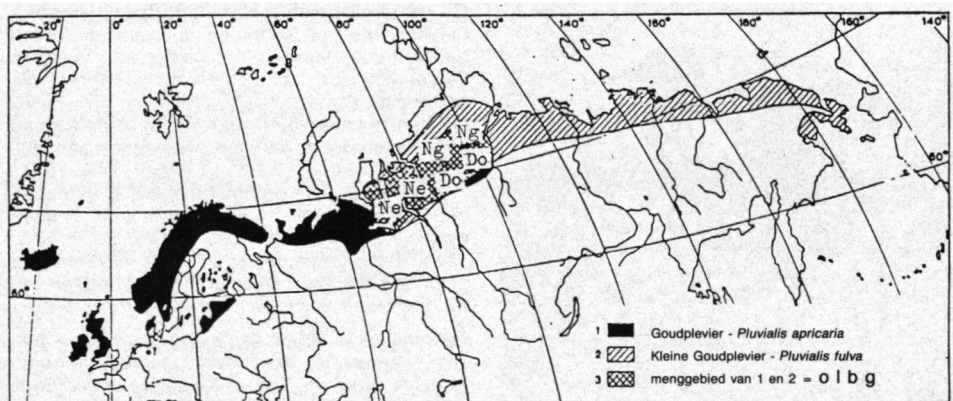 20° 0° 20° 40° 60° 80° 100° 120° 140° 160° 180° 160° 140°
Ng
Ng
Do
Ne Do
Ne
60°
60°
1 Goudplevier - Pluvialis apricaria
2 Kleine Goudplevier - Pluvialis fulva
3 menggebied van 1 en 2 = o l b g